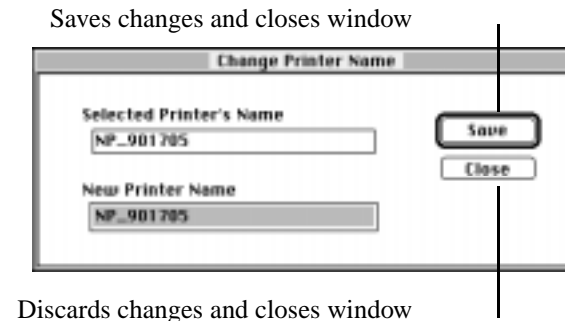 Saves changes and closes window
Change Printer Name
Selected Printer's Name
NP_901705
Save
Close
New Printer Name
NP_901705
Discards changes and closes window